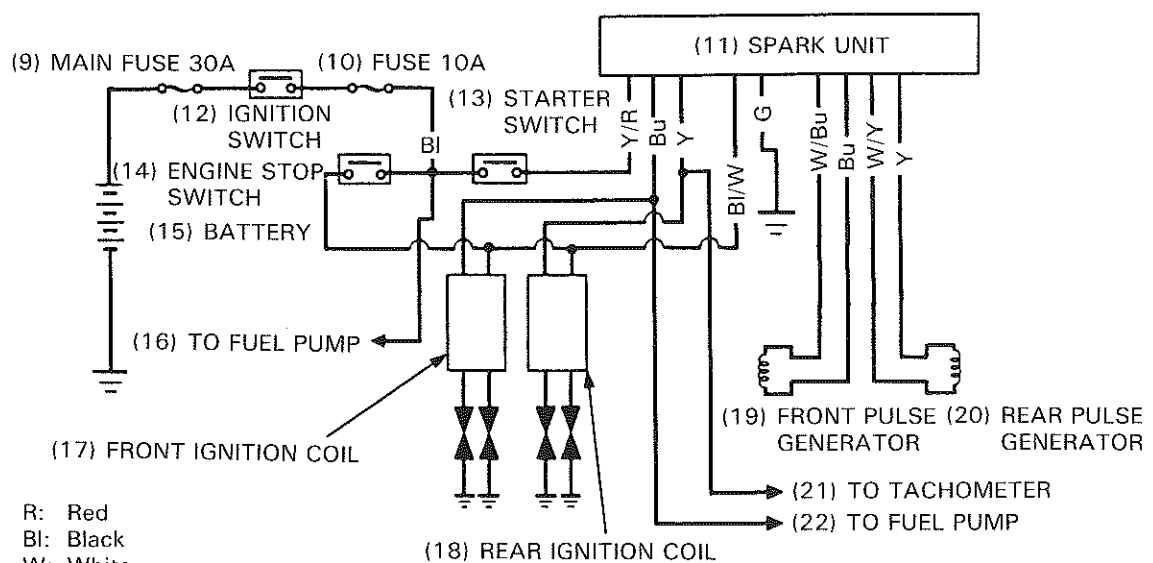 (11) SPARK UNIT
(9) MAIN FUSE 30A
(10) FUSE 10A
(12) IGNITION
SWITCH
(13) STARTER
SWITCH
Bl
Y/R
Bu
Y
Bl/W
G
W/Bu
Bu
W/Y
Y
(14) ENGINE STOP
SWITCH
(15) BATTERY
(16) TO FUEL PUMP
(17) FRONT IGNITION COIL
(18) REAR IGNITION COIL
(19) FRONT PULSE
GENERATOR
(20) REAR PULSE
GENERATOR
(21) TO TACHOMETER
(22) TO FUEL PUMP
R: Red
Bl: Black